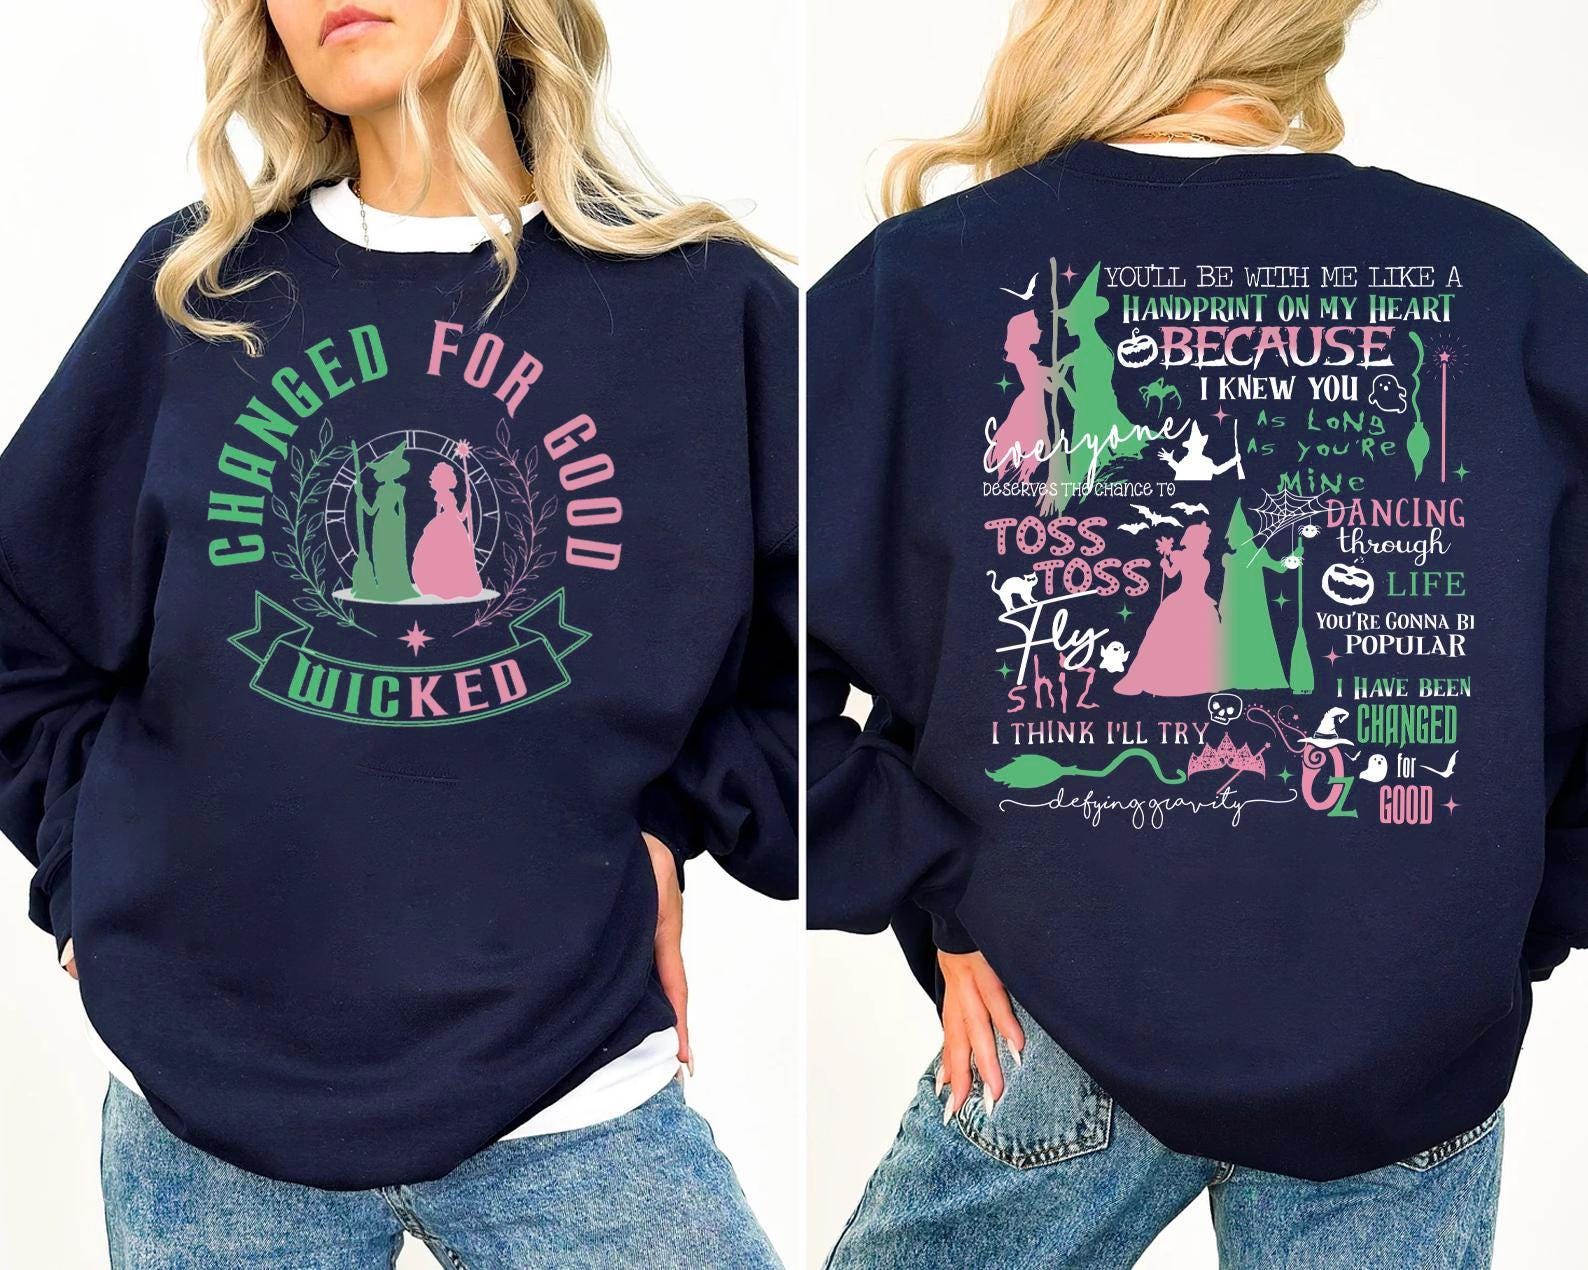 CHANGED FOR GOOD
WICKED
YOU'LL BE WITH ME LIKE A
HANDPRINT ON MY HEART
BECAUSE
I KNEW YOU
AS LONG
AS YOU'RE
MINE
Everyone
DESERVES THE CHANCE TO
TOSS
TOSS
Fly
DANCING
through
LIFE
YOU'RE GONNA BI
POPULAR
shiz
I THINK I'LL TRY
defying gravity
I HAVE BEEN
CHANGED
for
GOOD
OZ